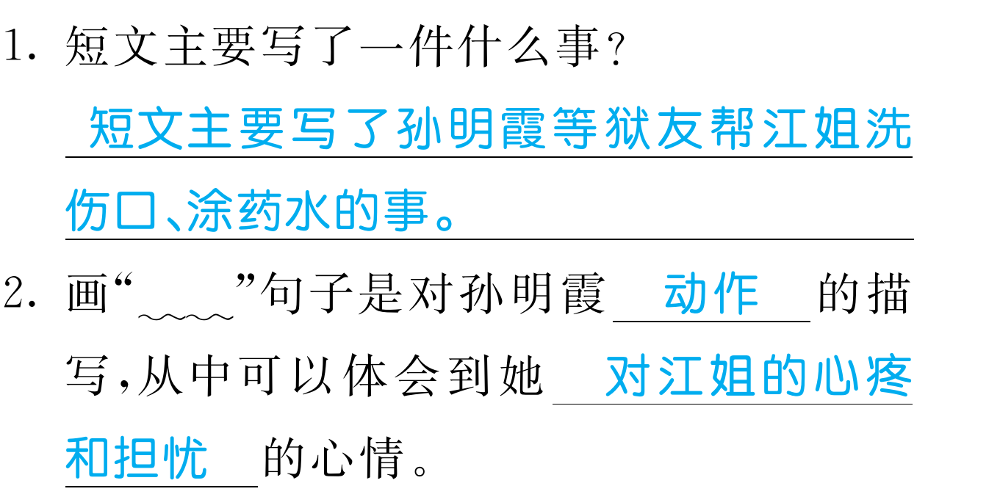 1. 短文主要写了一件什么事?
短文主要写了孙明霞等狱友帮江姐洗
伤口、涂药水的事。
2. 画“﹏﹏”句子是对孙明霞 动作 的描
写,从中可以体会到她 对江姐的心疼
和担忧 的心情。